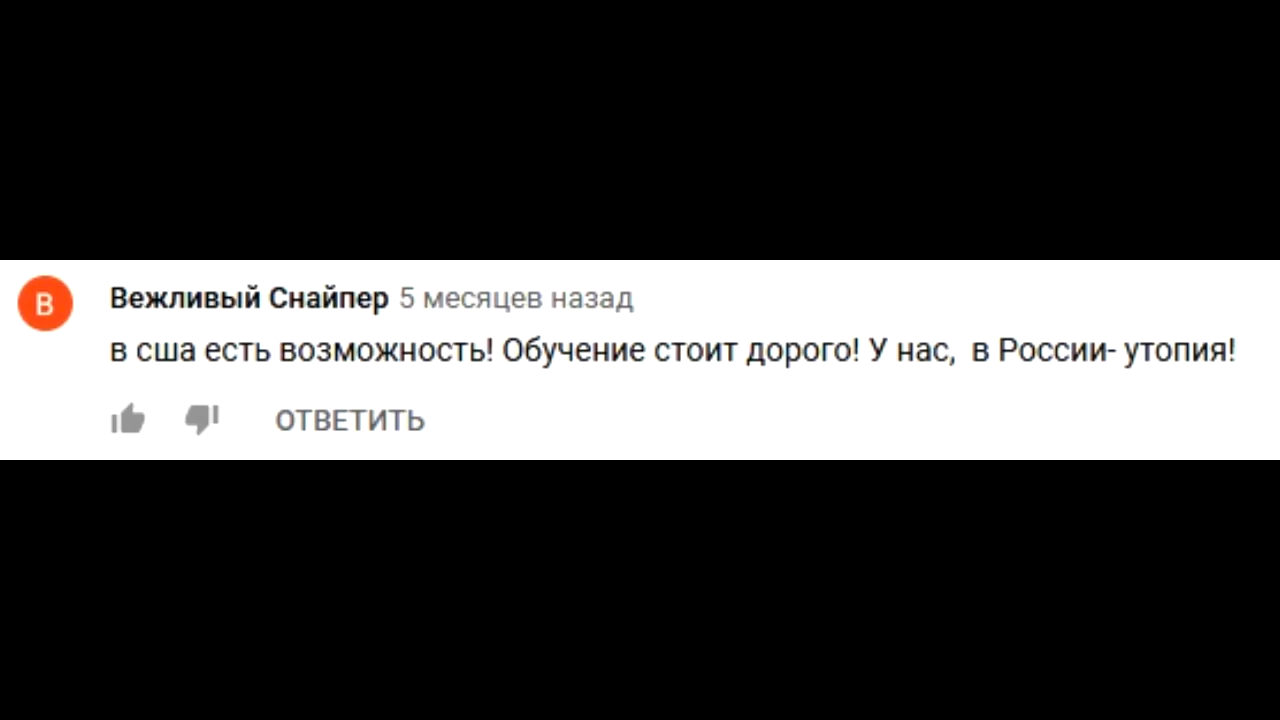 В
Вежливый Снайпер 5 месяцев назад
в сша есть возможность! Обучение стоит дорого! У нас,  в России- утопия!
ОТВЕТИТЬ